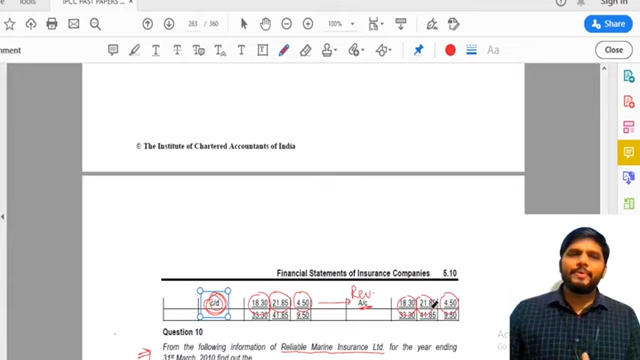 Tools
IPCC PAST PAPERS
Sign In
263 / 360
100%
Share
Close
T T T T T
Aa
© The Institute of Chartered Accountants of India
Financial Statements of Insurance Companies 5.10
Rev.
c/d 18.30 21.85 4.50 A/c 18.30 21.85 4.50
33.30 41.85 9.50 33.30 41.85 9.50
Question 10
From the following information of Reliable Marine Insurance Ltd. for the year ending
31st March, 2010 find out the